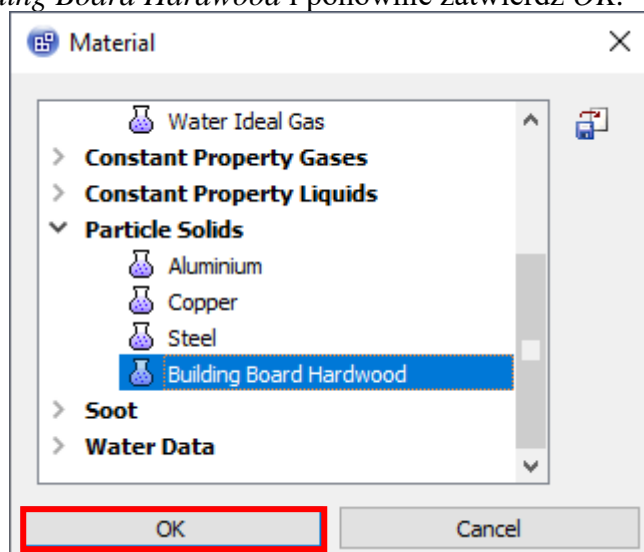 ding Board Hardwood i ponownie zatwierdź OK.
Material
Water Ideal Gas
Constant Property Gases
Constant Property Liquids
Particle Solids
Aluminium
Copper
Steel
Building Board Hardwood
Soot
Water Data
OK
Cancel